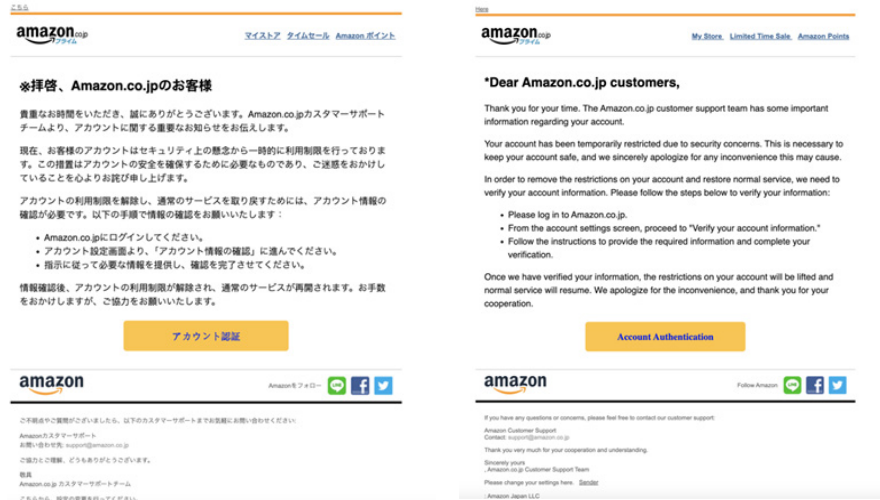 こちら
amazon.co.jp
プライム
マイストア タイムセール Amazon ポイント
※拝啓、Amazon.co.jpのお客様
貴重なお時間をいただき、誠にありがとうございます。Amazon.co.jpカスタマーサポート
チームより、アカウントに関する重要なお知らせをお伝えします。
現在、お客様のアカウントはセキュリティ上の懸念から一時的に利用制限を行っておりま
す。この措置はアカウントの安全を確保するために必要なものであり、ご迷惑をおかけし
ていることを心よりお詫び申し上げます。
アカウントの利用制限を解除し、通常のサービスを取り戻すためには、アカウント情報の
確認が必要です。以下の手順で情報の確認をお願いいたします：
• Amazon.co.jpにログインしてください。
• アカウント設定画面より、「アカウント情報の確認」に進んでください。
• 指示に従って必要な情報を提供し、確認を完了させてください。
情報確認後、アカウントの利用制限が解除され、通常のサービスが再開されます。お手数
をおかけしますが、ご協力をお願いいたします。
アカウント認証
amazon
Amazonをフォロー
LINE
ご不明点やご質問がございましたら、以下のカスタマーサポートまでお気軽にお問い合わせください:
Amazonカスタマーサポート
お問い合わせ先: support@amazon.co.jp
ご協力とご理解、どうもありがとうございます。
敬具
Amazon.co.jp カスタマーサポートチーム
こちらから、設定の変更を行ってください。
Here
amazon.co.jp
プライム
My Store Limited Time Sale Amazon Points
*Dear Amazon.co.jp customers,
Thank you for your time. The Amazon.co.jp customer support team has some important
information regarding your account.
Your account has been temporarily restricted due to security concerns. This is necessary to
keep your account safe, and we sincerely apologize for any inconvenience this may cause.
In order to remove the restrictions on your account and restore normal service, we need to
verify your account information. Please follow the steps below to verify your information:
• Please log in to Amazon.co.jp.
• From the account settings screen, proceed to "Verify your account information."
• Follow the instructions to provide the required information and complete your
verification.
Once we have verified your information, the restrictions on your account will be lifted and
normal service will resume. We apologize for the inconvenience, and thank you for your
cooperation.
Account Authentication
amazon
Follow Amazon
LINE
If you have any questions or concerns, please feel free to contact our customer support:
Amazon Customer Support
Contact: support@amazon.co.jp
Thank you very much for your cooperation and understanding.
Sincerely yours
, Amazon.co.jp Customer Support Team
Please change your settings here. Sender
: Amazon Japan LLC